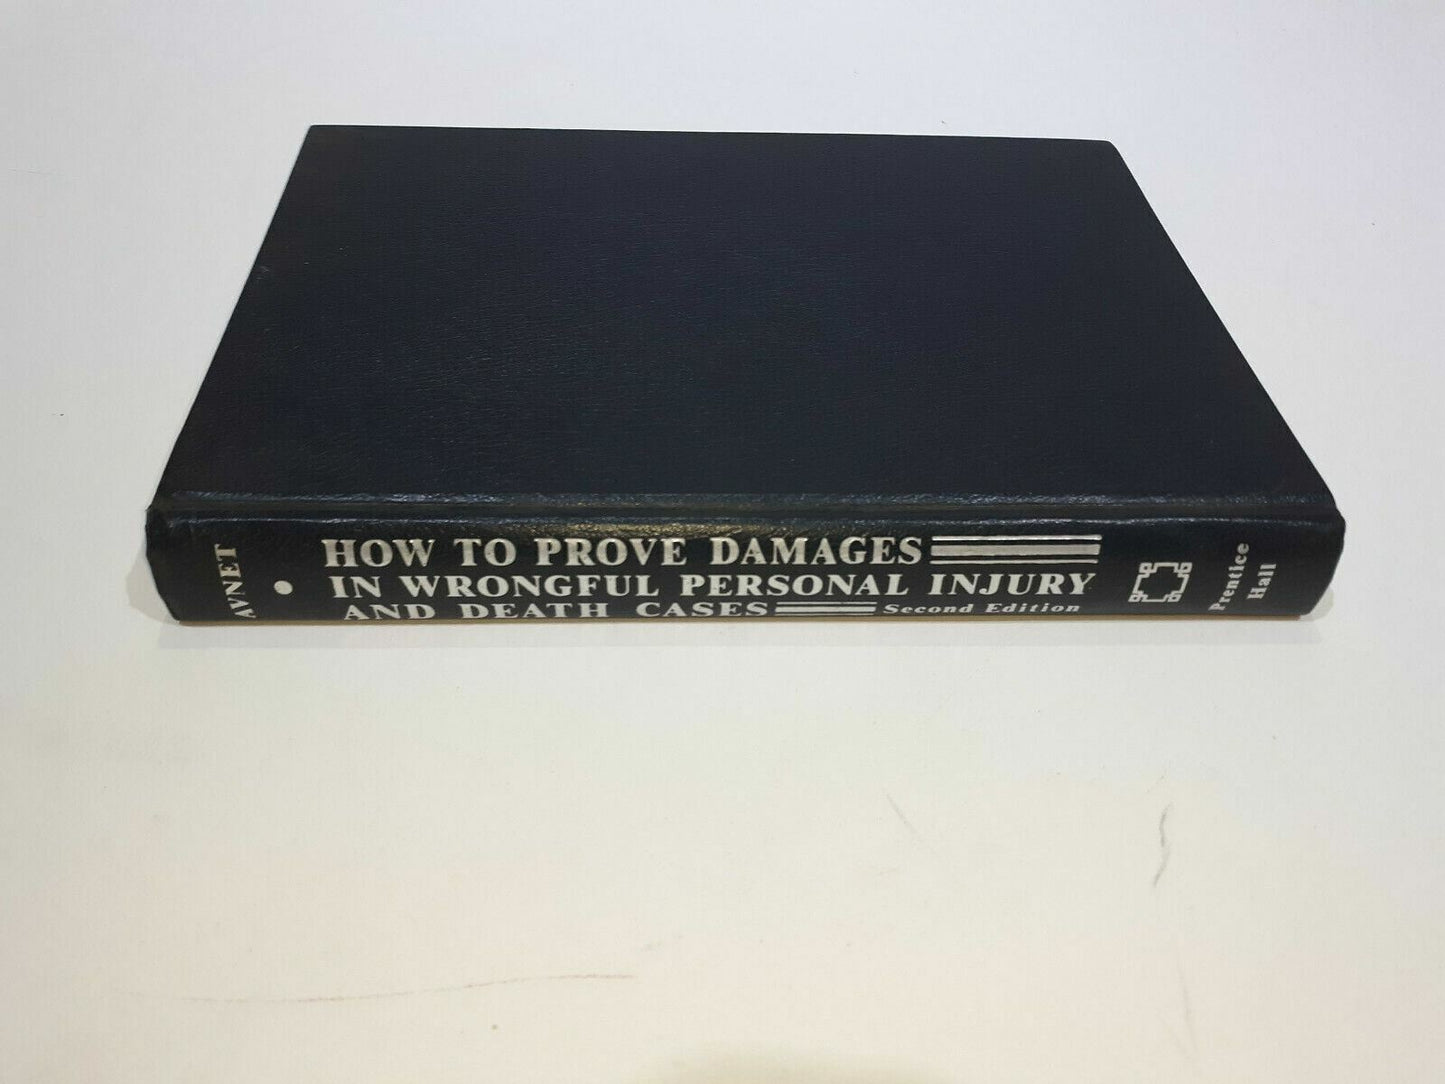 AVNET
HOW TO PROVE DAMAGES
IN WRONGFUL PERSONAL INJURY
AND DEATH CASES Second Edition
Prentice
Hall